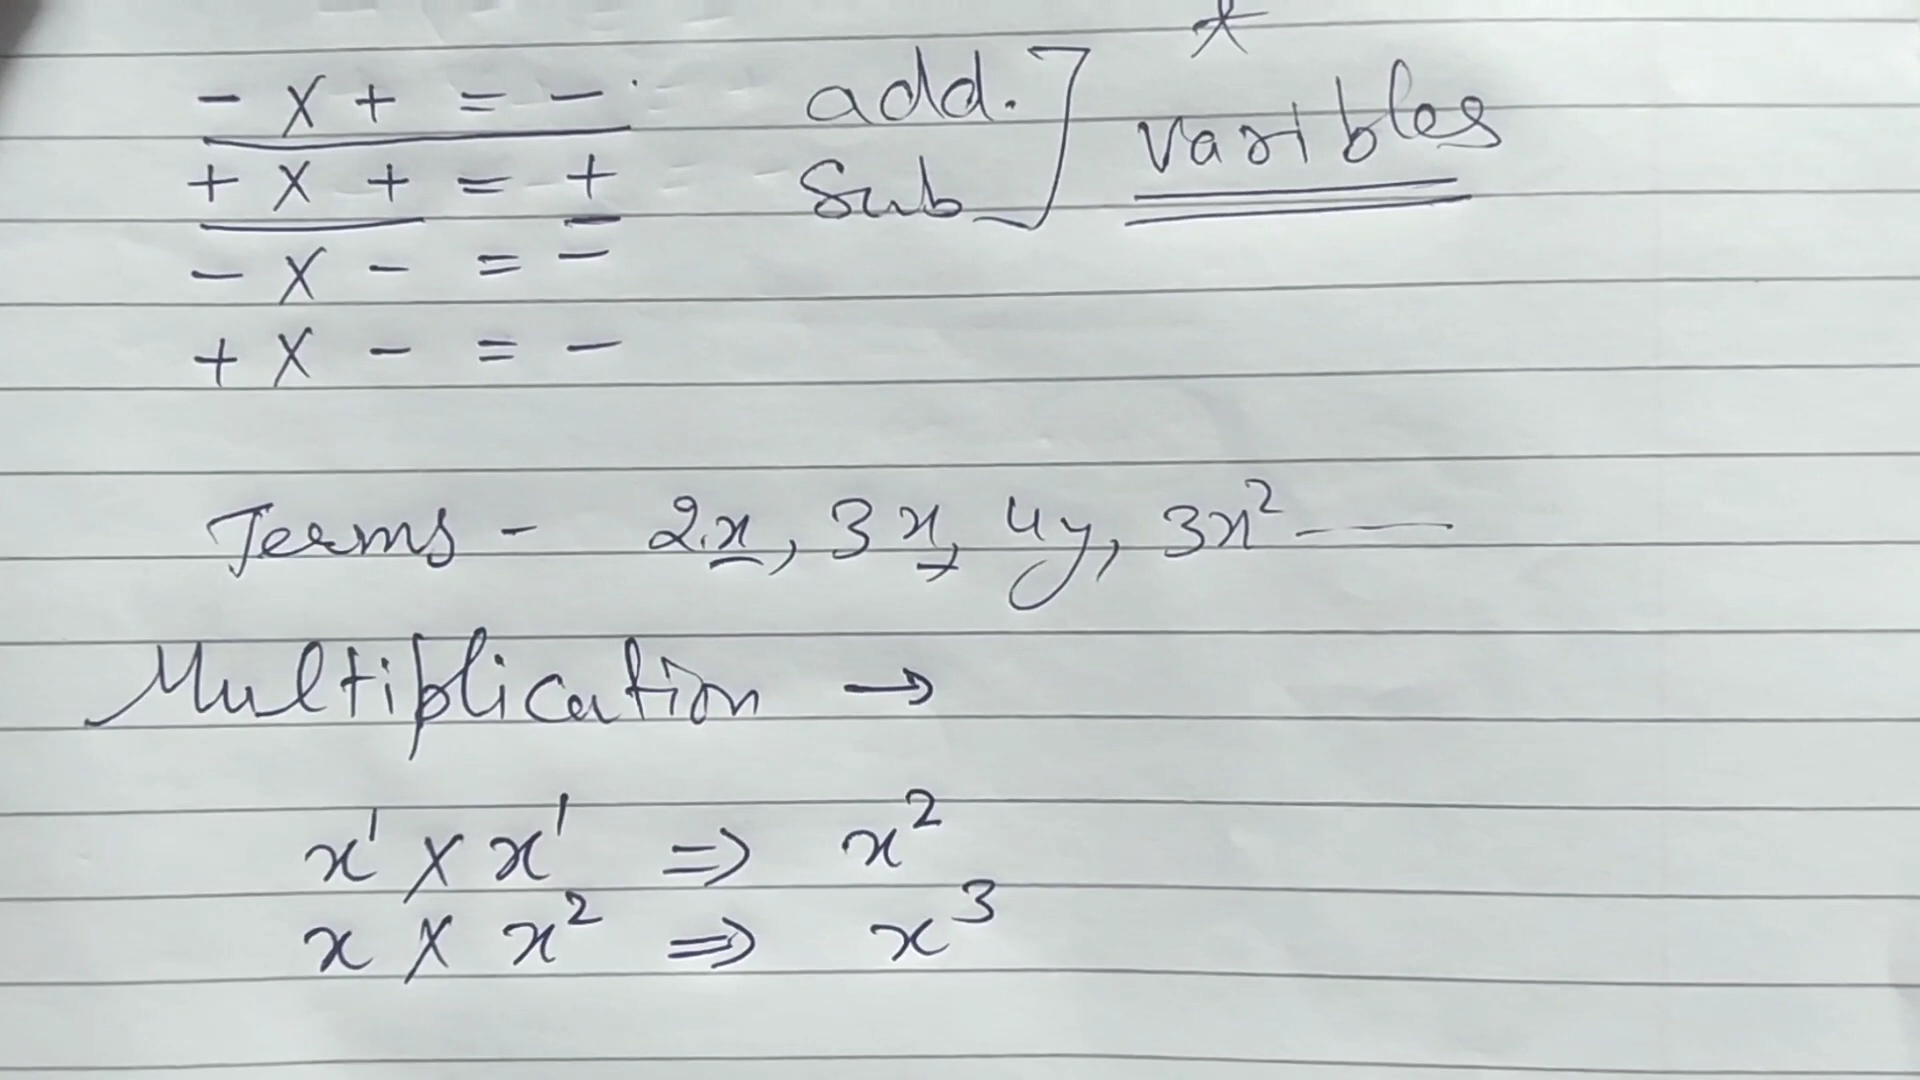 *
- x + = - add.] varibles
+ x + = + Sub
- x - = -
+ x - = -
Terms - 2x, 3x, 4y, 3x² ——
Multiplication →
x¹ x x¹ ⇒ x²
x x x² ⇒ x³